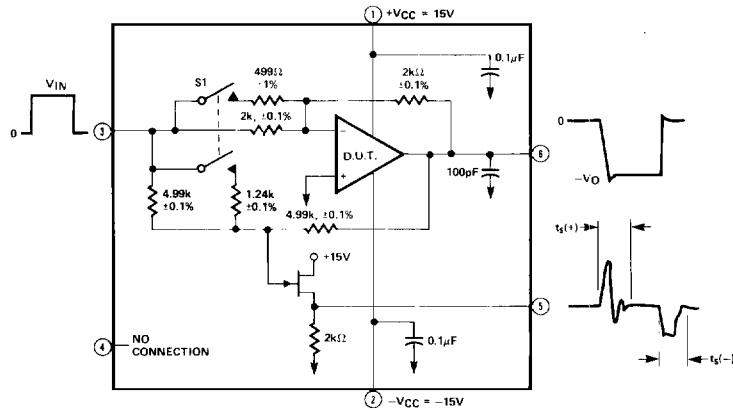 1 +VCC = 15V
0.1μF
S1
499Ω
±1%
2kΩ
±0.1%
VIN
0
3
2k, ±0.1%
−
D.U.T.
+
6
0
−VO
100pF
4.99k
±0.1%
1.24k
±0.1%
4.99k, ±0.1%
ts(+)
+15V
5
2kΩ
0.1μF
4
NO
CONNECTION
ts(−)
2 −VCC = −15V